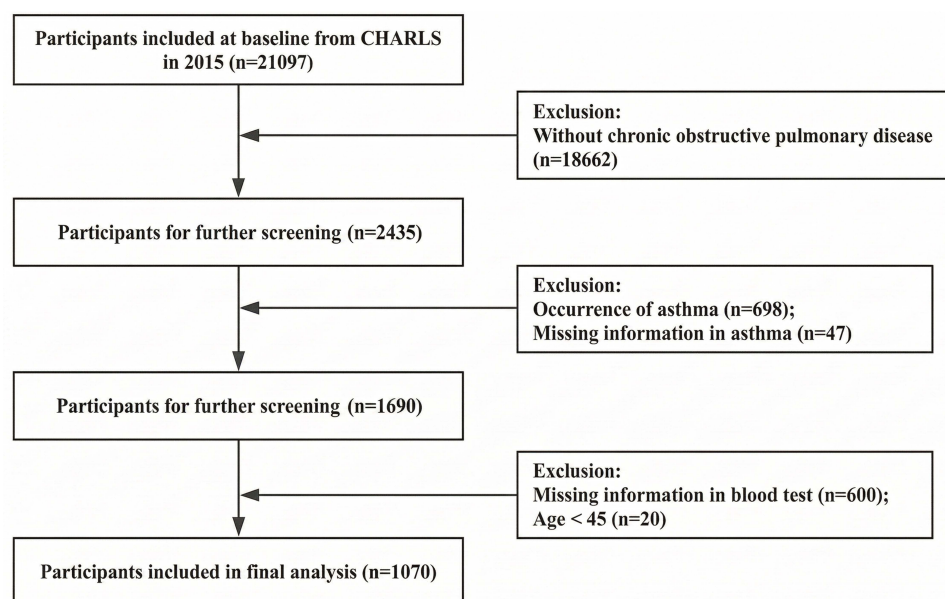 Participants included at baseline from CHARLS
in 2015 (n=21097)
Exclusion:
Without chronic obstructive pulmonary disease
(n=18662)
Participants for further screening (n=2435)
Exclusion:
Occurrence of asthma (n=698);
Missing information in asthma (n=47)
Participants for further screening (n=1690)
Exclusion:
Missing information in blood test (n=600);
Age < 45 (n=20)
Participants included in final analysis (n=1070)